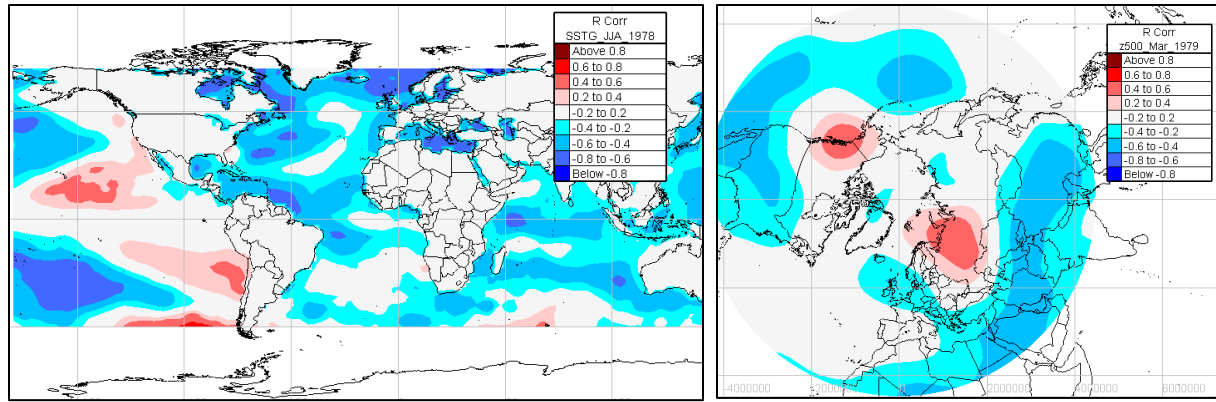 R Corr
SSTG_JJA_1978
Above 0.8
0.6 to 0.8
0.4 to 0.6
0.2 to 0.4
-0.2 to 0.2
-0.4 to -0.2
-0.6 to -0.4
-0.8 to -0.6
Below -0.8
R Corr
z500_Mar_1979
Above 0.8
0.6 to 0.8
0.4 to 0.6
0.2 to 0.4
-0.2 to 0.2
-0.4 to -0.2
-0.6 to -0.4
-0.8 to -0.6
Below -0.8
-4000000 -2000000 0 2000000 4000000 6000000